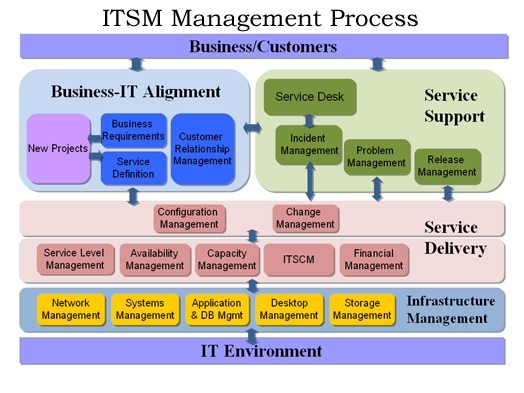 ITSM Management Process
Business/Customers
Business-IT Alignment
New Projects
Business
Requirements
Service
Definition
Customer
Relationship
Management
Service
Support
Service Desk
Incident
Management
Problem
Management
Release
Management
Configuration
Management
Change
Management
Service
Delivery
Service Level
Management
Availability
Management
Capacity
Management
ITSCM
Financial
Management
Network
Management
Systems
Management
Application
& DB Mgmt
Desktop
Management
Storage
Management
Infrastructure
Management
IT Environment